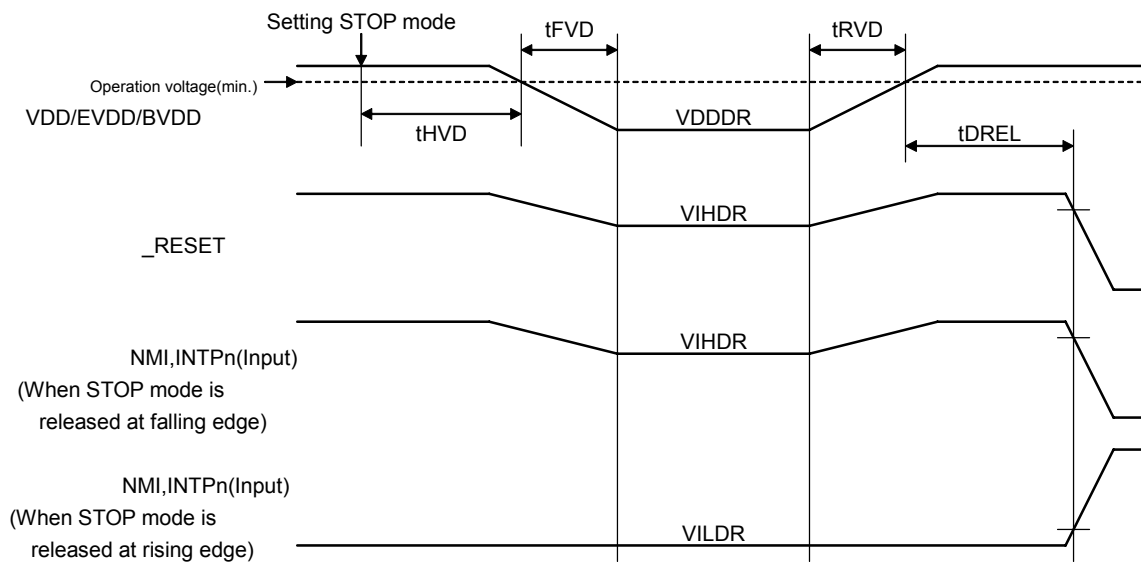 Setting STOP mode
tFVD
tRVD
Operation voltage(min.)
VDD/EVDD/BVDD
tHVD
VDDDR
tDREL
VIHDR
_RESET
VIHDR
NMI,INTPn(Input)
(When STOP mode is
released at falling edge)
NMI,INTPn(Input)
(When STOP mode is
released at rising edge)
VILDR